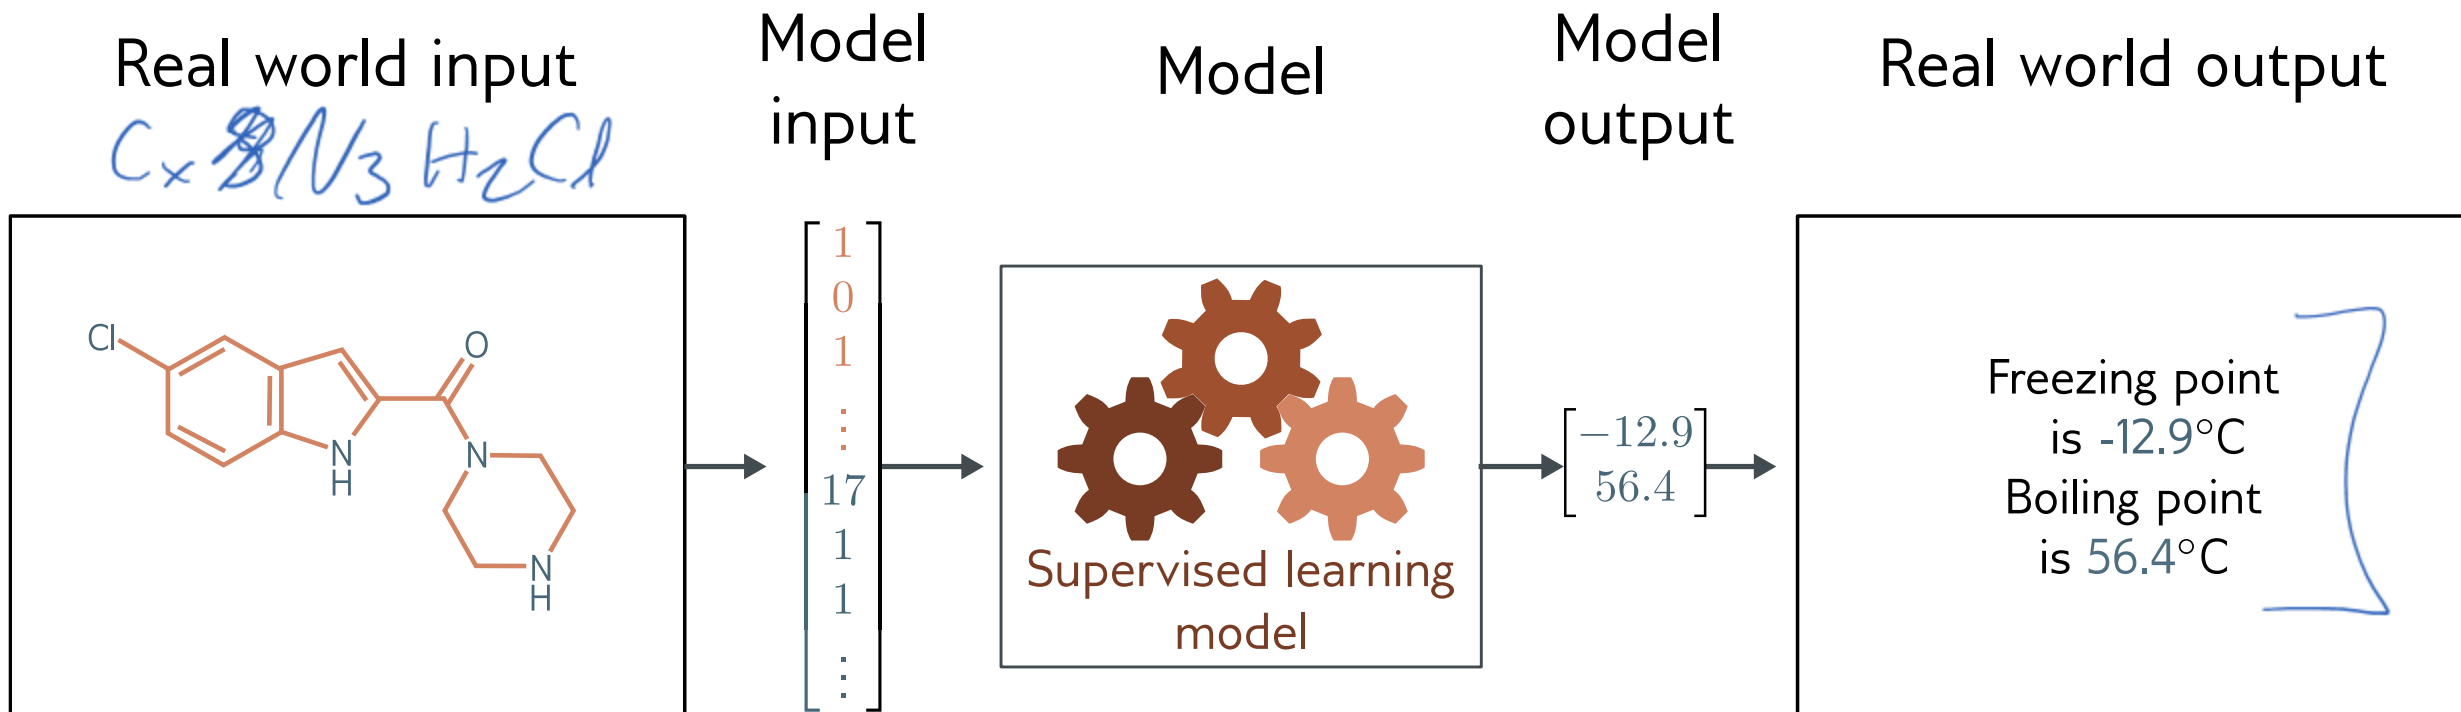 Real world input
Model
input
Model
Model
output
Real world output
CxN3H2Cl
Cl
O
N
H
N
N
H
1
0
1
⋮
17
1
1
⋮
Supervised learning
model
−12.9
56.4
Freezing point
is -12.9°C
Boiling point
is 56.4°C